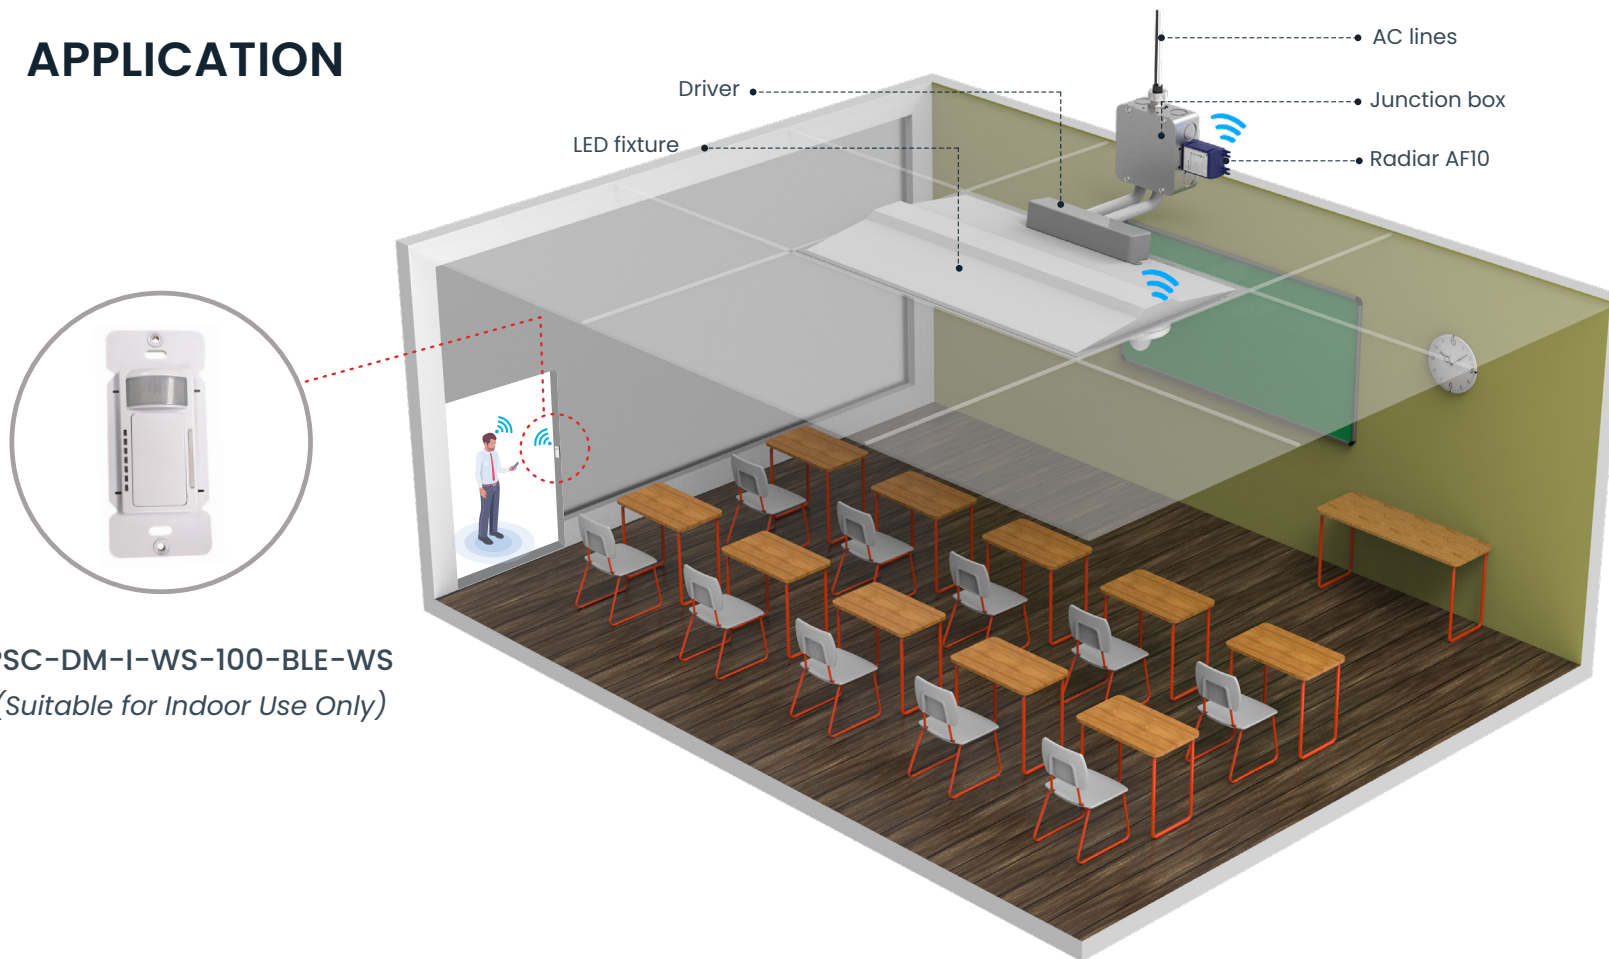 APPLICATION
AC lines
Driver
Junction box
LED fixture
Radiar AF10
PSC-DM-I-WS-100-BLE-WS
(Suitable for Indoor Use Only)